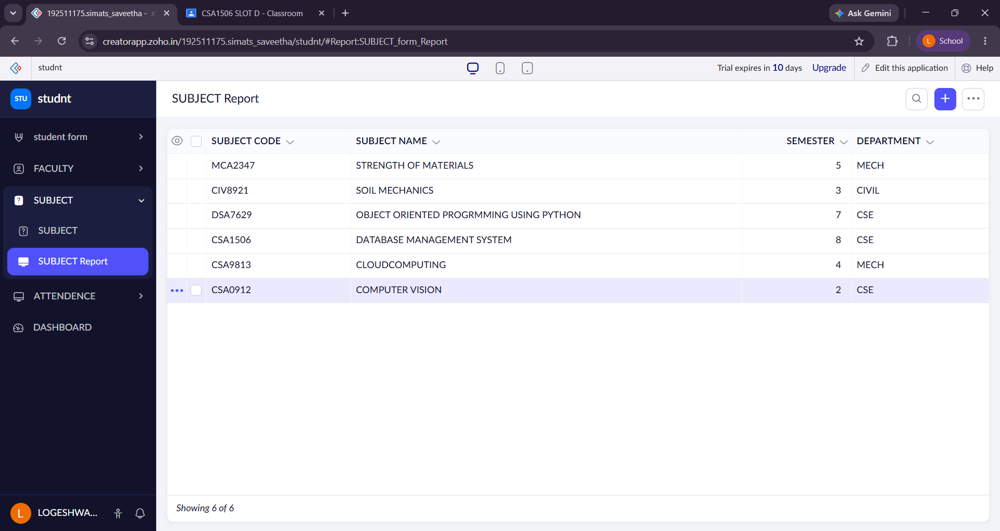 192511175.simats_saveetha - s
CSA1506 SLOT D - Classroom
Ask Gemini
creatorapp.zoho.in/192511175.simats_saveetha/studnt/#Report:SUBJECT_form_Report
L School
studnt
Trial expires in 10 days Upgrade
Edit this application
Help
STU studnt
SUBJECT Report
student form
FACULTY
SUBJECT
SUBJECT
SUBJECT Report
ATTENDENCE
DASHBOARD
SUBJECT CODE SUBJECT NAME SEMESTER DEPARTMENT
MCA2347 STRENGTH OF MATERIALS 5 MECH
CIV8921 SOIL MECHANICS 3 CIVIL
DSA7629 OBJECT ORIENTED PROGRMMING USING PYTHON 7 CSE
CSA1506 DATABASE MANAGEMENT SYSTEM 8 CSE
CSA9813 CLOUDCOMPUTING 4 MECH
CSA0912 COMPUTER VISION 2 CSE
Showing 6 of 6
L LOGESHWA...